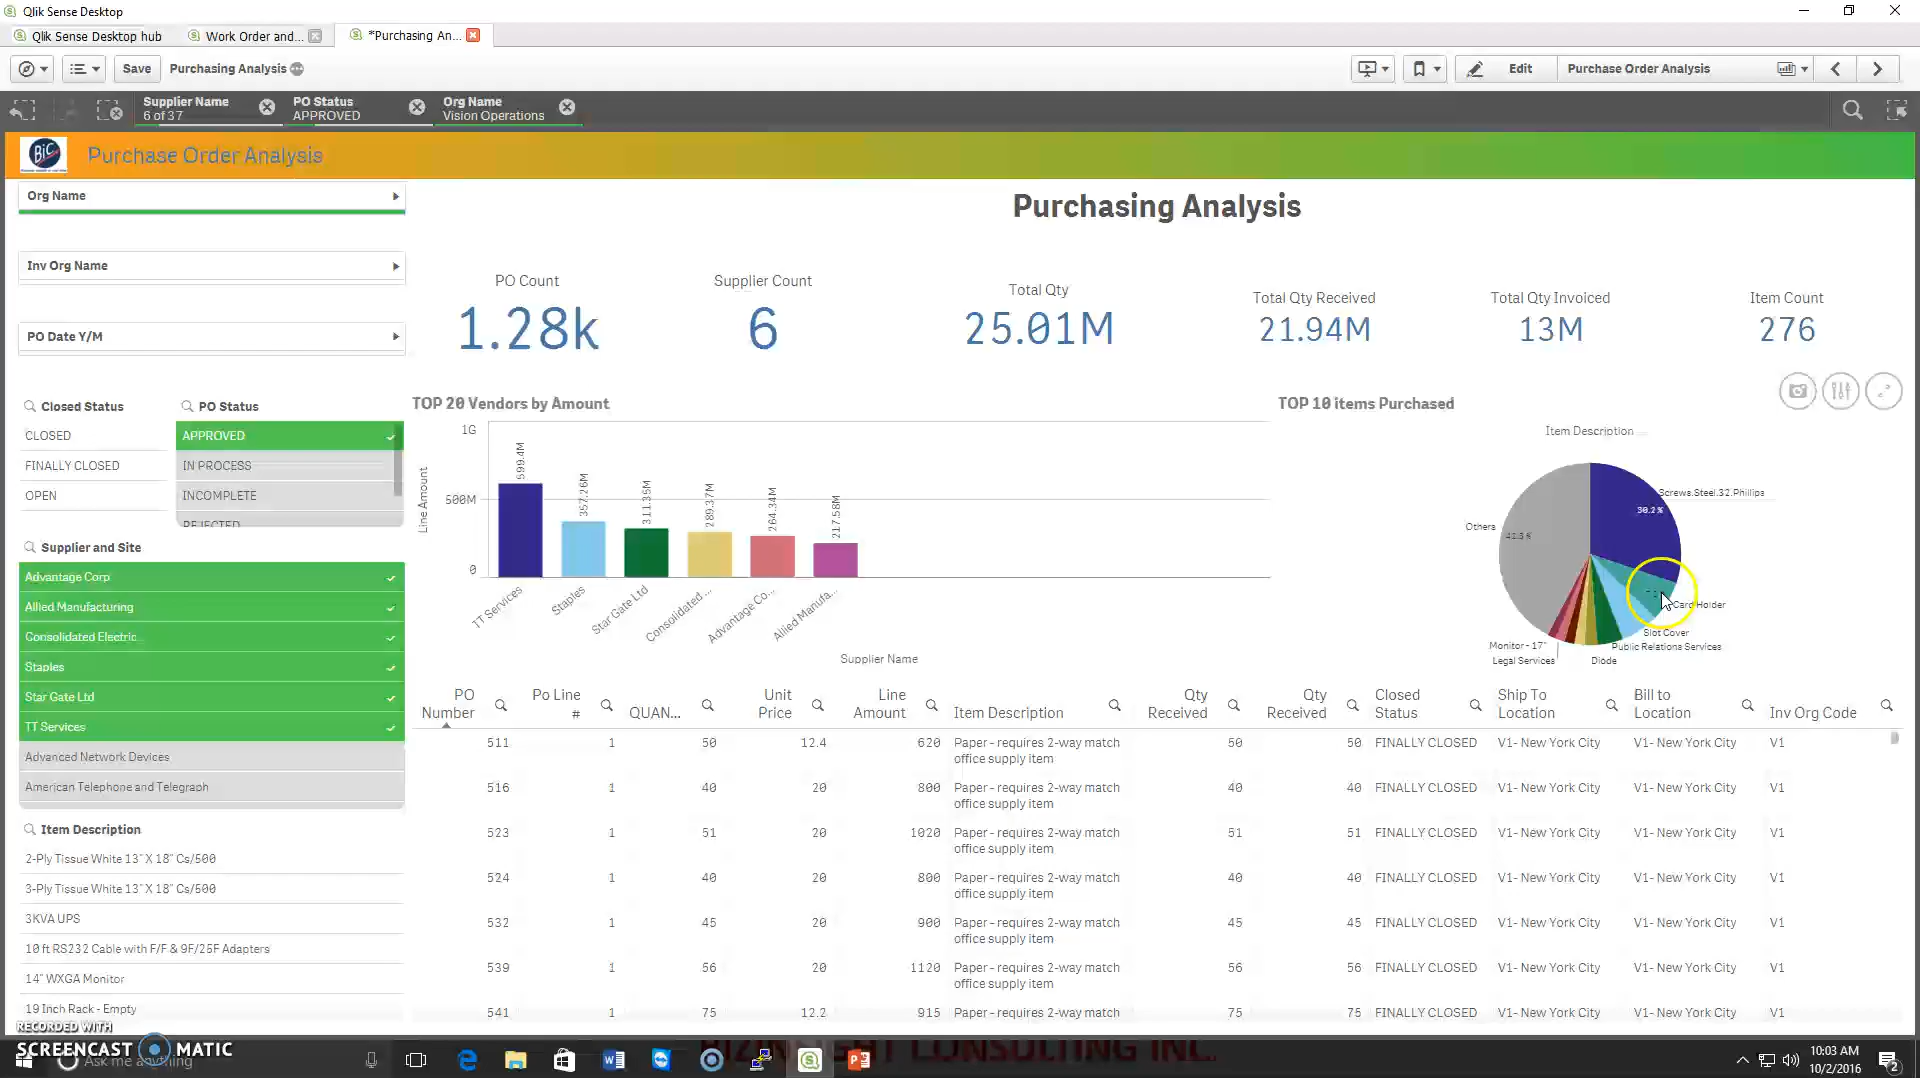 Qlik Sense Desktop
Qlik Sense Desktop hub
Work Order and...
*Purchasing An...
Save
Purchasing Analysis
Edit
Purchase Order Analysis
Supplier Name
6 of 37
PO Status
APPROVED
Org Name
Vision Operations
BiC
Purchase Order Analysis
Org Name
Inv Org Name
PO Date Y/M
Purchasing Analysis
PO Count
1.28k
Supplier Count
6
Total Qty
25.01M
Total Qty Received
21.94M
Total Qty Invoiced
13M
Item Count
276
Closed Status
CLOSED
FINALLY CLOSED
OPEN
PO Status
APPROVED
IN PROCESS
INCOMPLETE
REJECTED
Supplier and Site
Advantage Corp
Allied Manufacturing
Consolidated Electric...
Staples
Star Gate Ltd
TT Services
Advanced Network Devices
American Telephone and Telegraph
Item Description
2-Ply Tissue White 13" X 18" Cs/500
3-Ply Tissue White 13" X 18" Cs/500
3KVA UPS
10 ft RS232 Cable with F/F & 9F/25F Adapters
14" WXGA Monitor
19 Inch Rack - Empty
TOP 20 Vendors by Amount
Line Amount
1G
500M
0
599.4M
357.26M
311.35M
289.37M
264.34M
217.58M
TT Services
Staples
Star Gate Ltd
Consolidated ...
Advantage Co...
Allied Manufa...
Supplier Name
TOP 10 items Purchased
Item Description ...
Screws.Steel.32.Phillips
30.2%
Others
42.3%
Card Holder
Slot Cover
Public Relations Services
Diode
Legal Services
Monitor - 17"
PO Number Po Line # QUAN... Unit Price Line Amount Item Description Qty Received Qty Received Closed Status Ship To Location Bill to Location Inv Org Code
511 1 50 12.4 620 Paper - requires 2-way match office supply item 50 50 FINALLY CLOSED V1- New York City V1- New York City V1
516 1 40 20 800 Paper - requires 2-way match office supply item 40 40 FINALLY CLOSED V1- New York City V1- New York City V1
523 1 51 20 1020 Paper - requires 2-way match office supply item 51 51 FINALLY CLOSED V1- New York City V1- New York City V1
524 1 40 20 800 Paper - requires 2-way match office supply item 40 40 FINALLY CLOSED V1- New York City V1- New York City V1
532 1 45 20 900 Paper - requires 2-way match office supply item 45 45 FINALLY CLOSED V1- New York City V1- New York City V1
539 1 56 20 1120 Paper - requires 2-way match office supply item 56 56 FINALLY CLOSED V1- New York City V1- New York City V1
541 1 75 12.2 915 Paper - requires 2-way match 75 75 FINALLY CLOSED V1- New York City V1- New York City V1
RECORDED WITH
SCREENCAST MATIC
Ask me anything
CONSULTING INC.
10:03 AM
10/2/2016
2